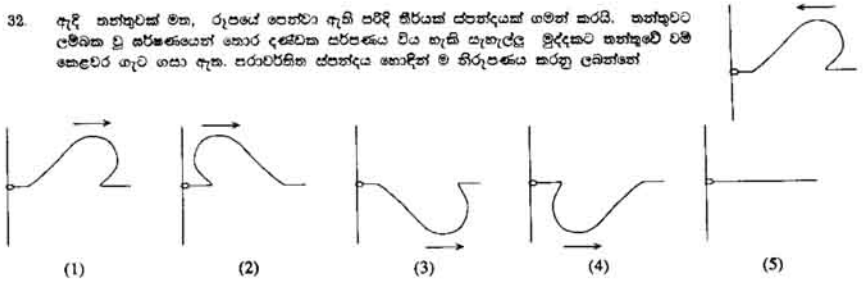 32. ඇදි තන්තුවක් මත, රූපයේ පෙන්වා ඇති පරිදි තීර්යක් ස්පන්දයක් ගමන් කරයි. තන්තුවට
ලම්බක වූ ඝර්ෂණයෙන් තොර දණ්ඩක සර්පණය විය හැකි සැහැල්ලු මුද්දකට තන්තුවේ වම්
කෙළවර ගැට ගසා ඇත. පරාවර්තිත ස්පන්දය හොඳින් ම නිරූපණය කරනු ලබන්නේ
(1) (2) (3) (4) (5)